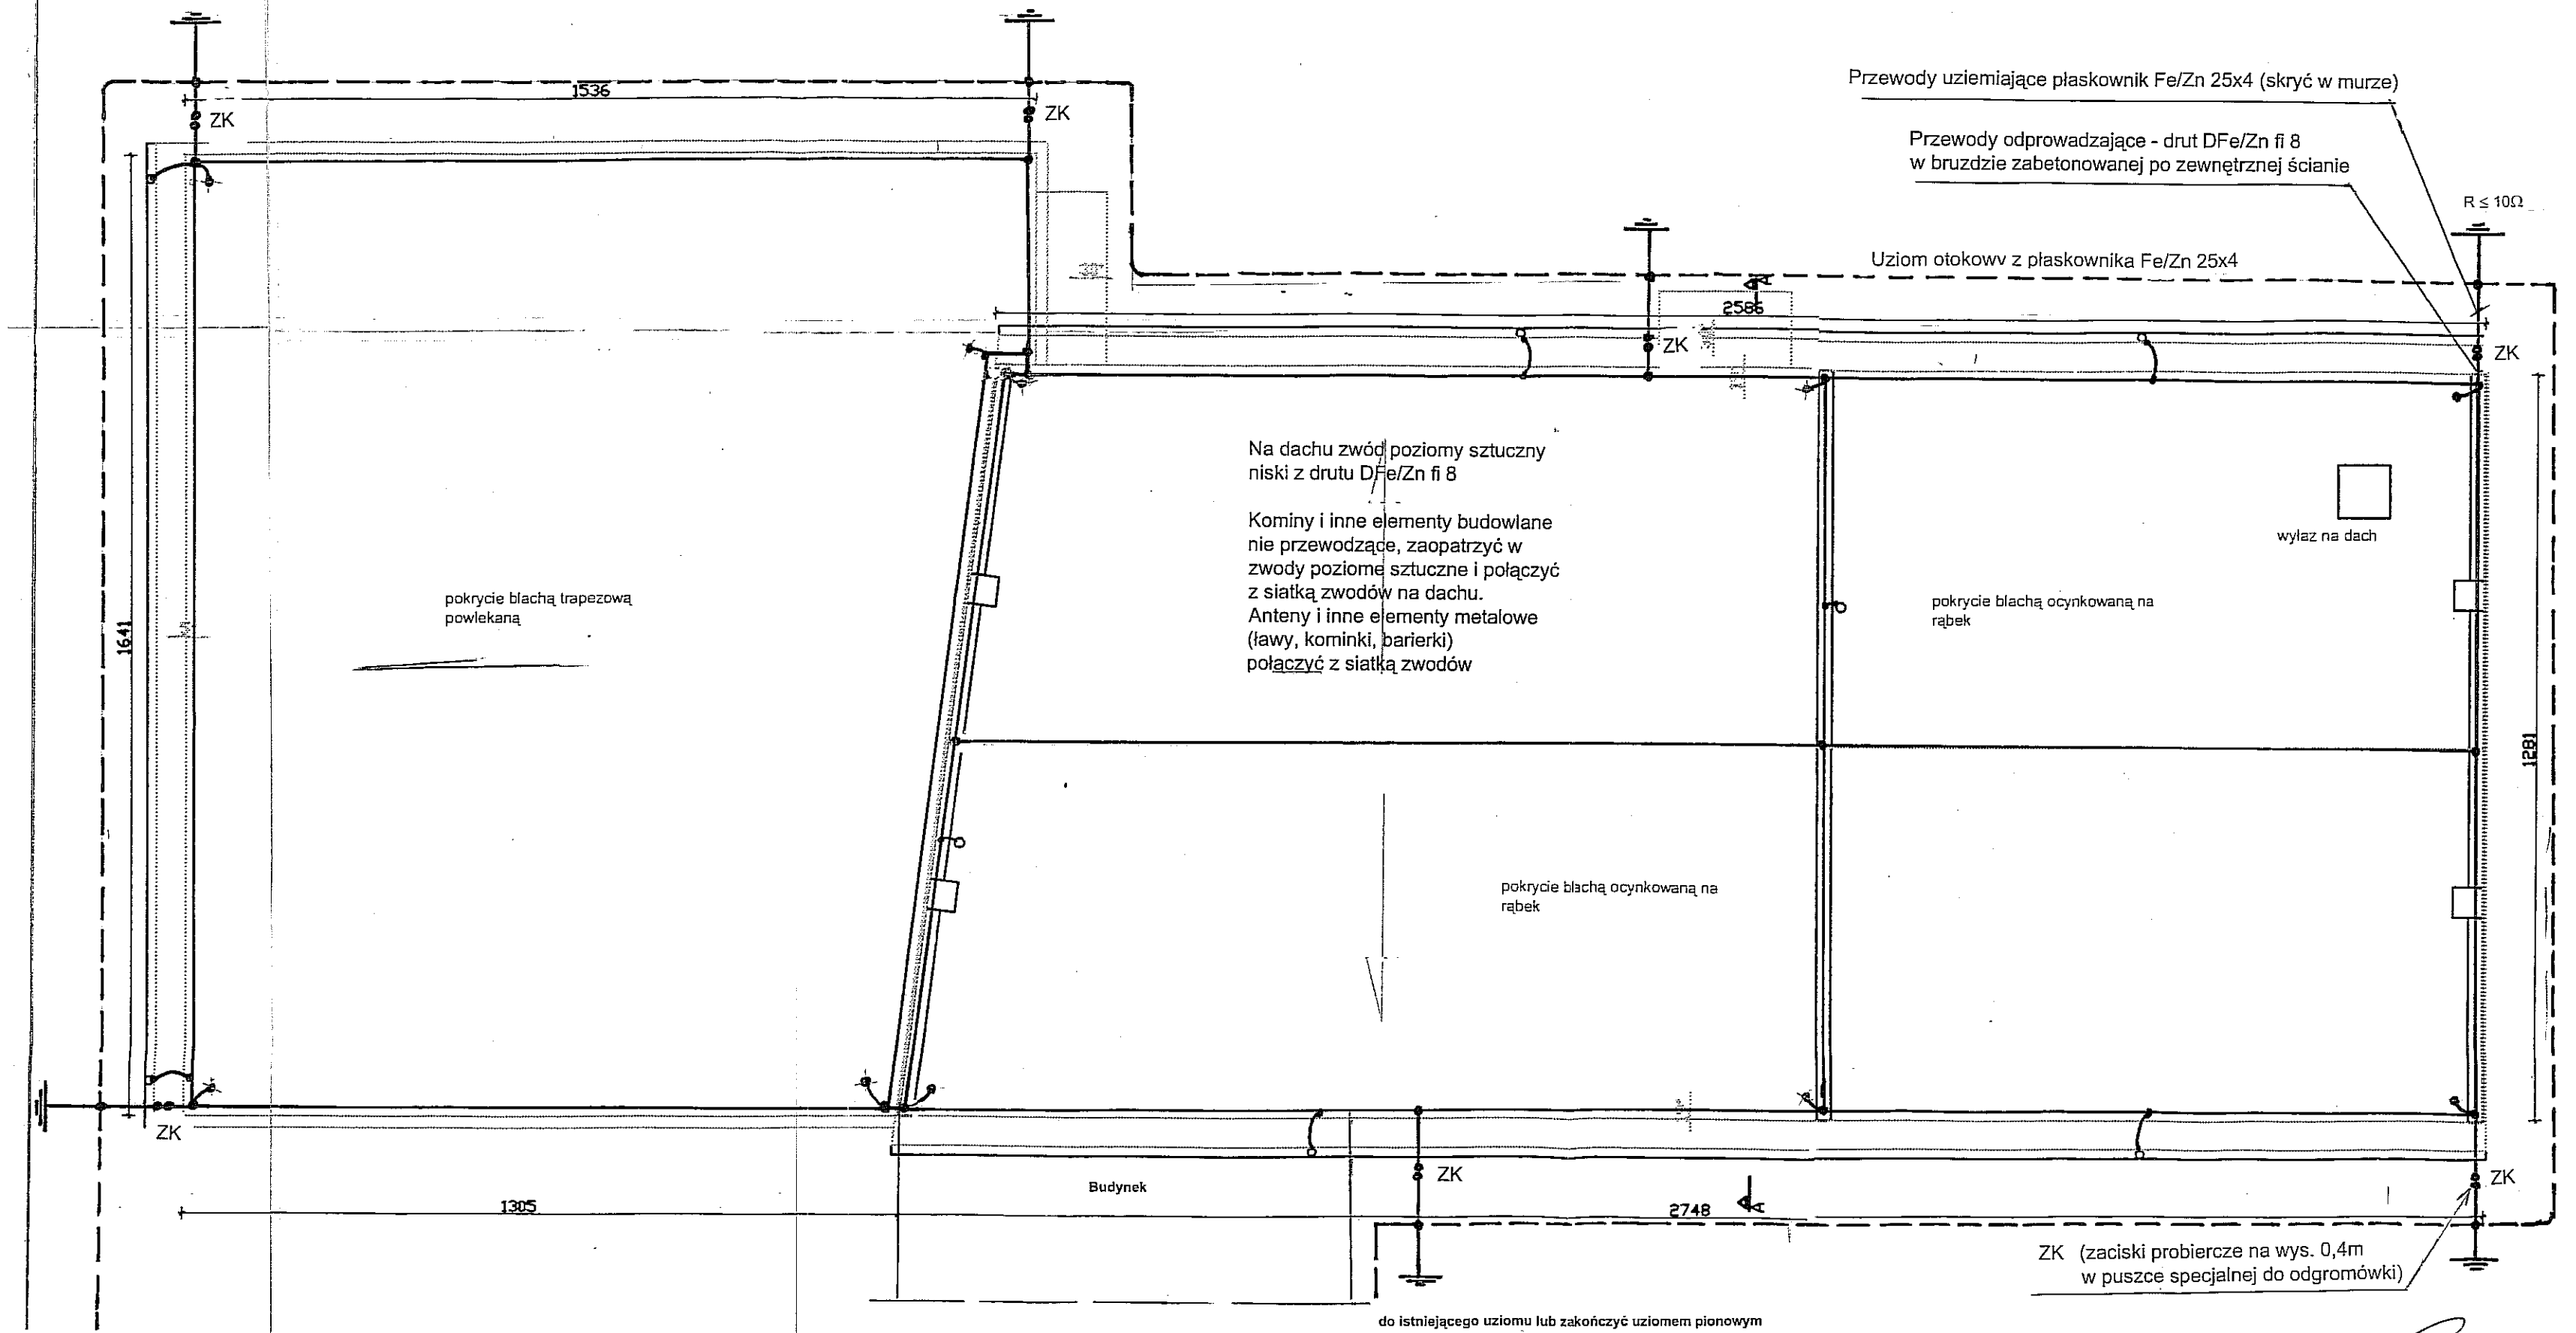 Przewody uziemiające płaskownik Fe/Zn 25x4 (skryć w murze)
1536
ZK
ZK
Przewody odprowadzające - drut DFe/Zn fi 8
w bruzdzie zabetonowanej po zewnętrznej ścianie
R ≤ 10Ω
Uziom otokowy z płaskownika Fe/Zn 25x4
A
2586
ZK
ZK
Na dachu zwód poziomy sztuczny
niski z drutu DFe/Zn fi 8
Kominy i inne elementy budowlane
nie przewodzące, zaopatrzyć w
zwody poziome sztuczne i połączyć
z siatką zwodów na dachu.
Anteny i inne elementy metalowe
(ławy, kominki, barierki)
połączyć z siatką zwodów
wyłaz na dach
pokrycie blachą trapezową
powlekaną
pokrycie blachą ocynkowaną na
rąbek
1641
1281
pokrycie blachą ocynkowaną na
rąbek
ZK
ZK
ZK
Budynek
1305
2748
A
ZK (zaciski probiercze na wys. 0,4m
w puszce specjalnej do odgromówki)
do istniejącego uziomu lub zakończyć uziomem pionowym